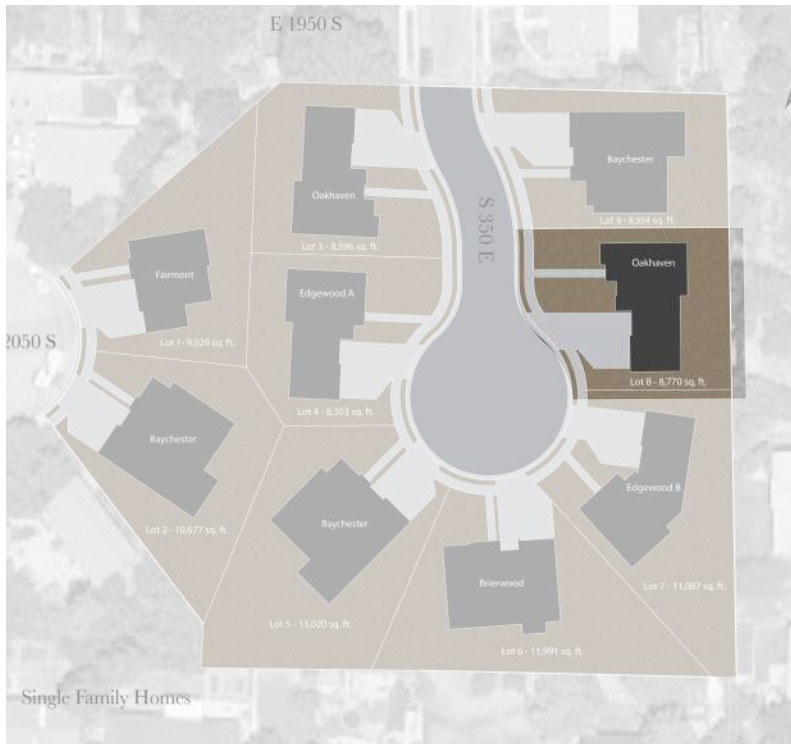 E 1950 S
Baychester
Oakhaven
S 350 E
Lot 9 - 8,954 sq. ft.
Lot 3 - 8,596 sq. ft.
Oakhaven
Fairmont
Edgewood A
2050 S
Lot 1- 9,029 sq. ft.
Lot 8 - 8,770 sq. ft.
Lot 4 - 8,303 sq. ft.
Baychester
Edgewood B
Baychester
Lot 2 - 10,677 sq. ft.
Brierwood
Lot 7 - 11,087 sq. ft.
Lot 5 - 13,020 sq. ft.
Lot 6 - 11,991 sq. ft.
Single Family Homes